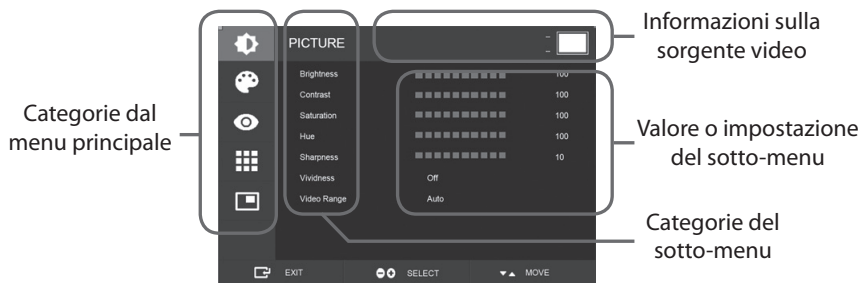 Informazioni sulla
sorgente video
PICTURE
Brightness 100
Contrast 100
Saturation 100
Hue 100
Sharpness 10
Vividness Off
Video Range Auto
EXIT SELECT MOVE
Categorie dal
menu principale
Valore o impostazione
del sotto-menu
Categorie del
sotto-menu